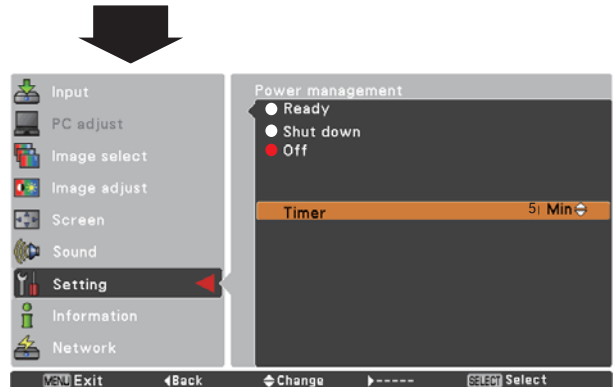 Input
PC adjust
Image select
Image adjust
Screen
Sound
Setting
Information
Network
Power management
Ready
Shut down
Off
Timer 5 Min
MENU Exit Back Change ----- SELECT Select